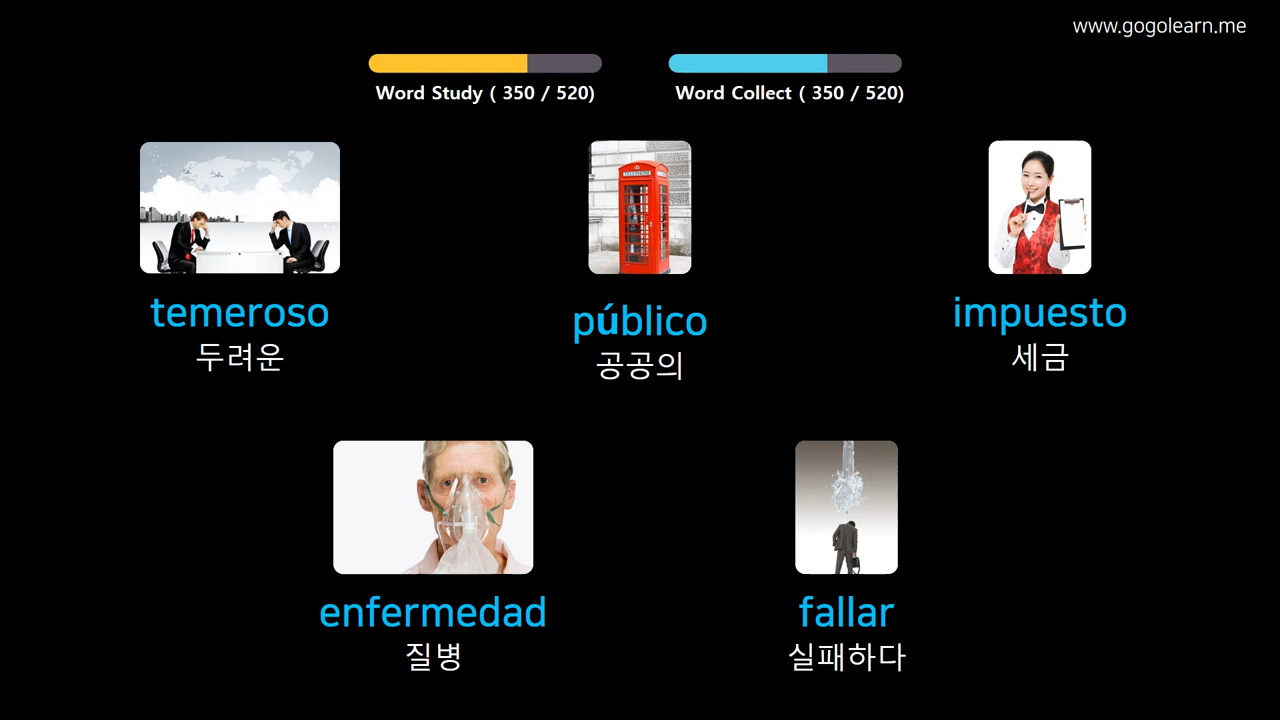 www.gogolearn.me
Word Study ( 350 / 520)
Word Collect ( 350 / 520)
TELEPHONE
temeroso
두려운
público
공공의
impuesto
세금
enfermedad
질병
fallar
실패하다